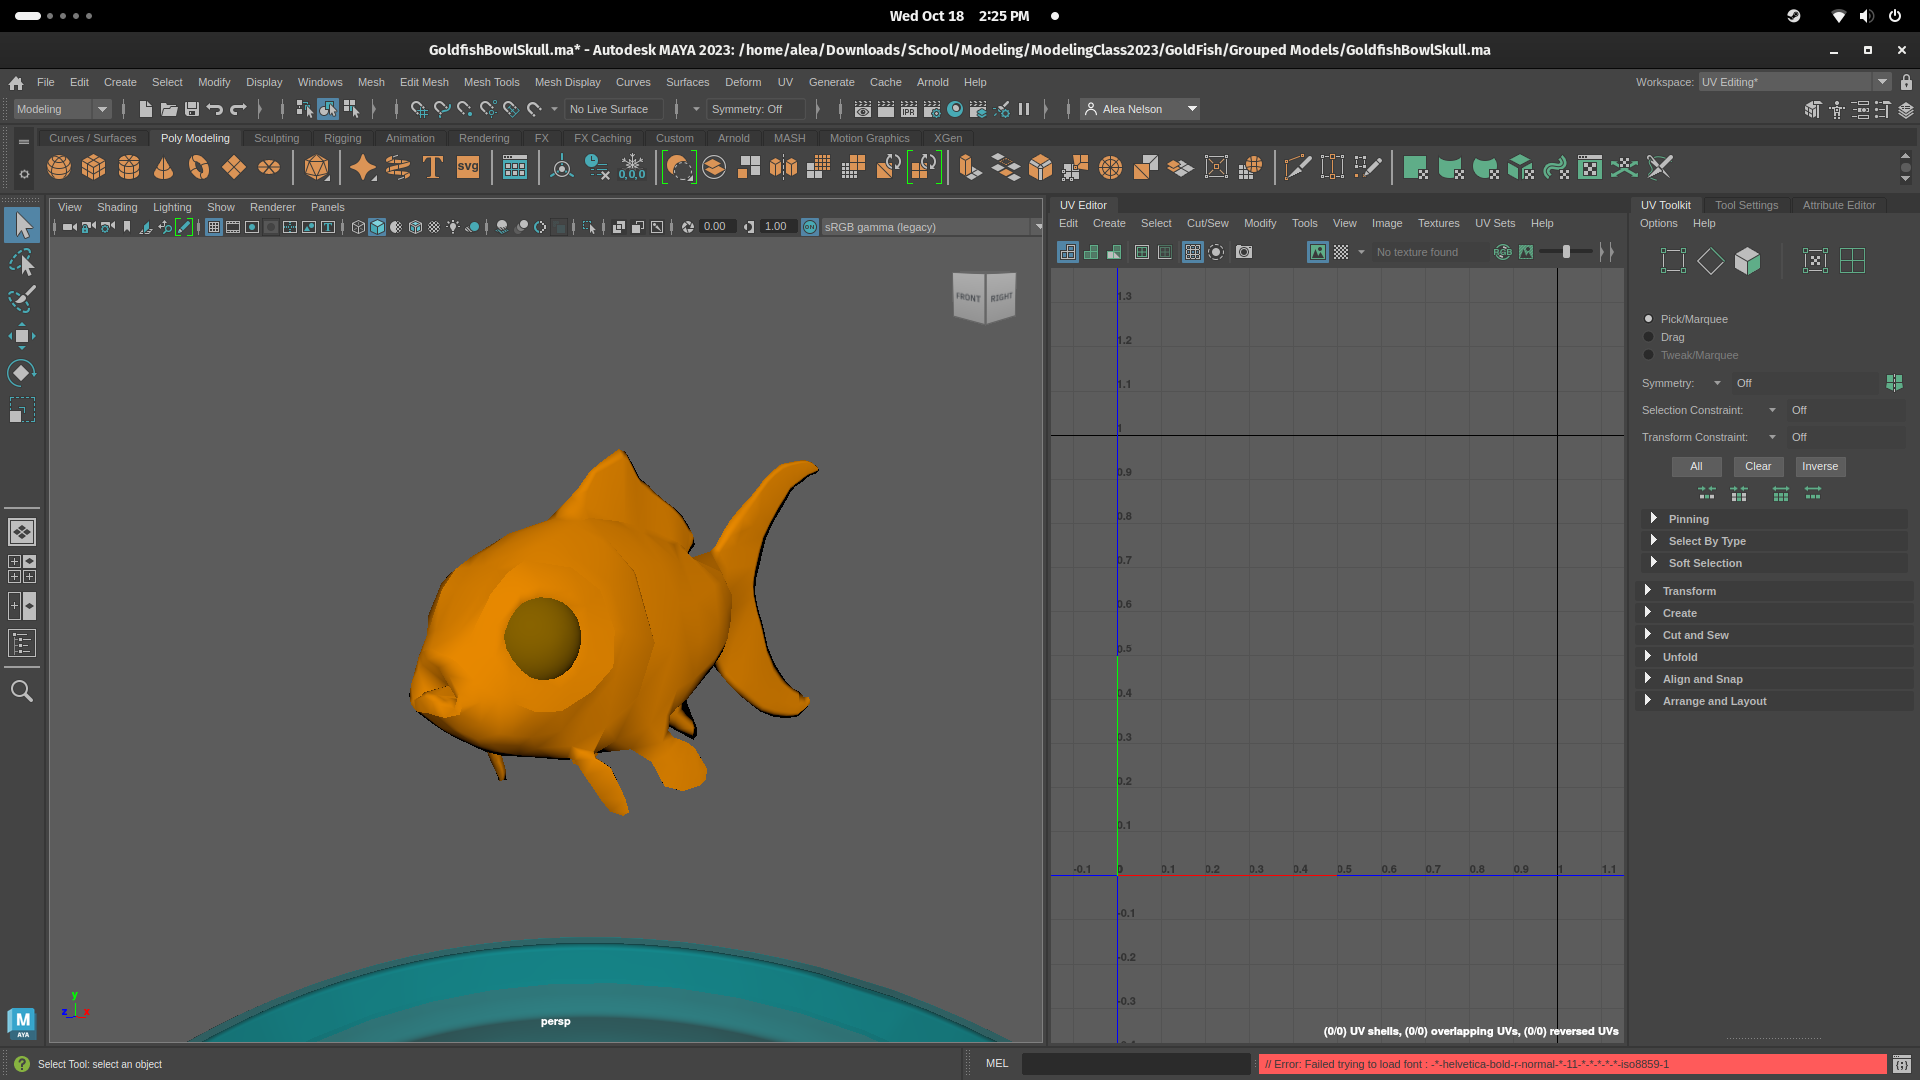 Wed Oct 18 2:25 PM
GoldfishBowlSkull.ma* - Autodesk MAYA 2023: /home/alea/Downloads/School/Modeling/ModelingClass2023/GoldFish/Grouped Models/GoldfishBowlSkull.ma
File Edit Create Select Modify Display Windows Mesh Edit Mesh Mesh Tools Mesh Display Curves Surfaces Deform UV Generate Cache Arnold Help
Workspace: UV Editing*
Modeling
No Live Surface
Symmetry: Off
IPR
Alea Nelson
Curves / Surfaces Poly Modeling Sculpting Rigging Animation Rendering FX FX Caching Custom Arnold MASH Motion Graphics XGen
T
svg
0,0,0
View Shading Lighting Show Renderer Panels
0.00
1.00
ON
sRGB gamma (legacy)
FRONT
RIGHT
y
z
x
persp
UV Editor
Edit Create Select Cut/Sew Modify Tools View Image Textures UV Sets Help
No texture found
RGB
1.3
1.2
1.1
1
0.9
0.8
0.7
0.6
0.5
0.4
0.3
0.2
0.1
-0.1 0 0.1 0.2 0.3 0.4 0.5 0.6 0.7 0.8 0.9 1 1.1
-0.1
-0.2
-0.3
(0/0) UV shells, (0/0) overlapping UVs, (0/0) reversed UVs
UV Toolkit Tool Settings Attribute Editor
Options Help
Pick/Marquee
Drag
Tweak/Marquee
Symmetry: Off
Selection Constraint: Off
Transform Constraint: Off
All Clear Inverse
Pinning
Select By Type
Soft Selection
Transform
Create
Cut and Sew
Unfold
Align and Snap
Arrange and Layout
M
AYA
Select Tool: select an object
MEL
// Error: Failed trying to load font : -*-helvetica-bold-r-normal-*-11-*-*-*-*-*-iso8859-1